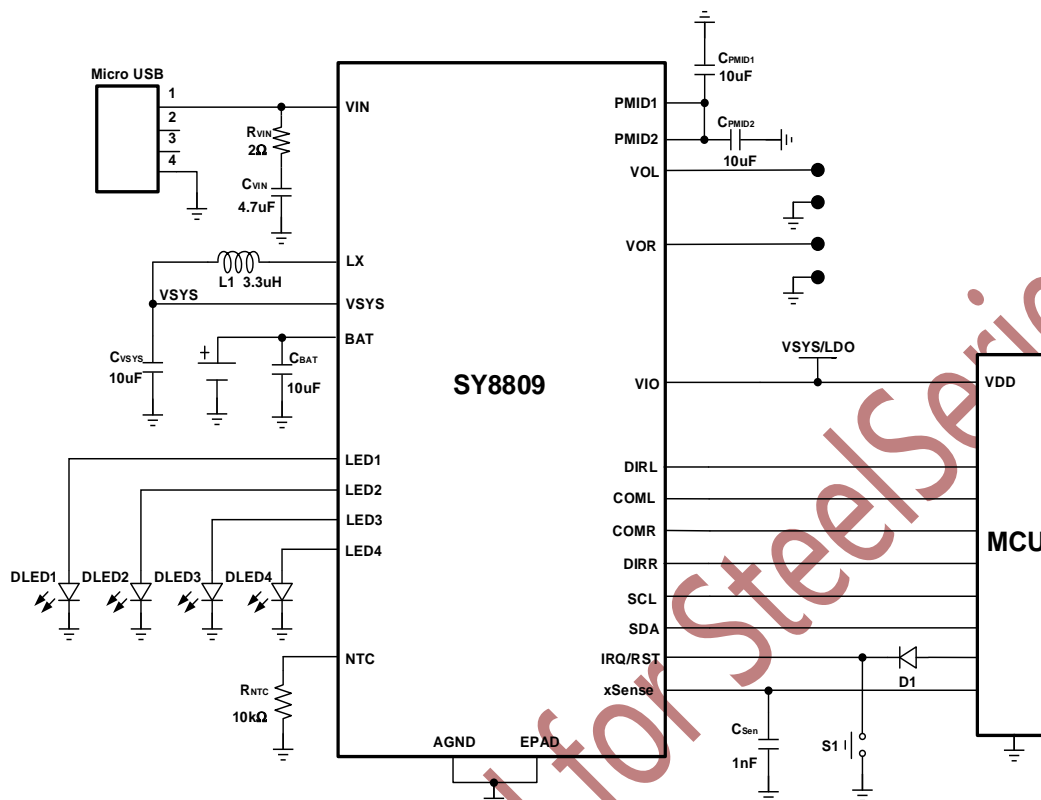 Micro USB
1
2
3
4
VIN
RVIN
2Ω
CVIN
4.7uF
LX
L1 3.3uH
VSYS
VSYS
BAT
CVSYS
10uF
+
CBAT
10uF
LED1
LED2
LED3
LED4
DLED1
DLED2
DLED3
DLED4
NTC
RNTC
10kΩ
AGND
EPAD
SY8809
PMID1
PMID2
VOL
VOR
VIO
DIRL
COML
COMR
DIRR
SCL
SDA
IRQ/RST
xSense
CPMID1
10uF
CPMID2
10uF
VSYS/LDO
VDD
MCU
D1
CSen
1nF
S1
for SteelSerie